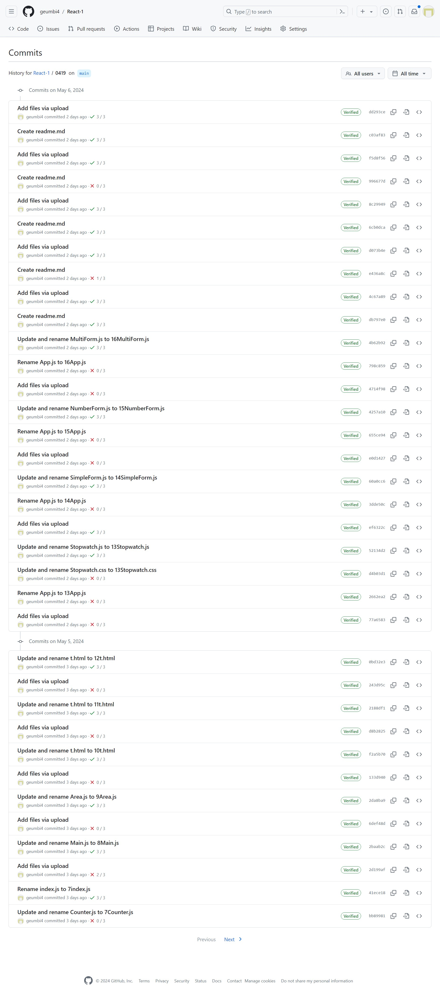 geumbi4 / React-1
Type / to search
Code Issues Pull requests Actions Projects Wiki Security Insights Settings
Commits
History for React-1 / 0419 on main
All users All time
Commits on May 6, 2024
Add files via upload
geumbi4 committed 2 days ago · 3 / 3
Verified dd293ce
Create readme.md
geumbi4 committed 2 days ago · 3 / 3
Verified c03af83
Add files via upload
geumbi4 committed 2 days ago · 3 / 3
Verified f5d8f56
Create readme.md
geumbi4 committed 2 days ago · 0 / 3
Verified 996677d
Add files via upload
geumbi4 committed 2 days ago · 3 / 3
Verified 8c29949
Create readme.md
geumbi4 committed 2 days ago · 3 / 3
Verified 6cb0dca
Add files via upload
geumbi4 committed 2 days ago · 3 / 3
Verified d073b4e
Create readme.md
geumbi4 committed 2 days ago · 1 / 3
Verified e436a8c
Add files via upload
geumbi4 committed 2 days ago · 3 / 3
Verified 4c67a89
Create readme.md
geumbi4 committed 2 days ago · 3 / 3
Verified db797e0
Update and rename MultiForm.js to 16MultiForm.js
geumbi4 committed 2 days ago · 3 / 3
Verified 4b62b92
Rename App.js to 16App.js
geumbi4 committed 2 days ago · 0 / 3
Verified 798c859
Add files via upload
geumbi4 committed 2 days ago · 0 / 3
Verified 4714f98
Update and rename NumberForm.js to 15NumberForm.js
geumbi4 committed 2 days ago · 3 / 3
Verified 4257a10
Rename App.js to 15App.js
geumbi4 committed 2 days ago · 0 / 3
Verified 655ce94
Add files via upload
geumbi4 committed 2 days ago · 0 / 3
Verified e0d1427
Update and rename SimpleForm.js to 14SimpleForm.js
geumbi4 committed 2 days ago · 3 / 3
Verified 60a0cc6
Rename App.js to 14App.js
geumbi4 committed 2 days ago · 0 / 3
Verified 3dde50c
Add files via upload
geumbi4 committed 2 days ago · 3 / 3
Verified ef6322c
Update and rename Stopwatch.js to 13Stopwatch.js
geumbi4 committed 2 days ago · 3 / 3
Verified 52134d2
Update and rename Stopwatch.css to 13Stopwatch.css
geumbi4 committed 2 days ago · 0 / 3
Verified d4b03d1
Rename App.js to 13App.js
geumbi4 committed 2 days ago · 0 / 3
Verified 2662ea2
Add files via upload
geumbi4 committed 2 days ago · 0 / 3
Verified 77a6583
Commits on May 5, 2024
Update and rename t.html to 12t.html
geumbi4 committed 3 days ago · 3 / 3
Verified 0bd32e3
Add files via upload
geumbi4 committed 3 days ago · 0 / 3
Verified 243d95c
Update and rename t.html to 11t.html
geumbi4 committed 3 days ago · 3 / 3
Verified 2188df1
Add files via upload
geumbi4 committed 3 days ago · 0 / 3
Verified d8b2825
Update and rename t.html to 10t.html
geumbi4 committed 3 days ago · 3 / 3
Verified f2a5b70
Add files via upload
geumbi4 committed 3 days ago · 0 / 3
Verified 133d940
Update and rename Area.js to 9Area.js
geumbi4 committed 3 days ago · 3 / 3
Verified 2da8ba9
Add files via upload
geumbi4 committed 3 days ago · 0 / 3
Verified 6def48d
Update and rename Main.js to 8Main.js
geumbi4 committed 3 days ago · 3 / 3
Verified 2baab2c
Add files via upload
geumbi4 committed 3 days ago · 2 / 3
Verified 2d199af
Rename index.js to 7index.js
geumbi4 committed 3 days ago · 3 / 3
Verified 41ece18
Update and rename Counter.js to 7Counter.js
geumbi4 committed 3 days ago · 0 / 3
Verified bb89981
Previous Next
© 2024 GitHub, Inc. Terms Privacy Security Status Docs Contact Manage cookies Do not share my personal information